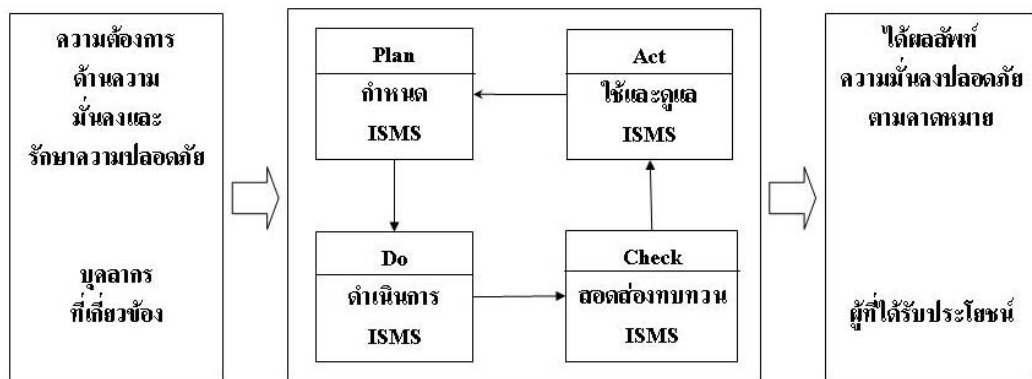 ความต้องการ
ด้านความ
มั่นคงและ
รักษาความปลอดภัย
บุคลากร
ที่เกี่ยวข้อง
Plan
กำหนด
ISMS
Act
ใช้และดูแล
ISMS
Do
ดำเนินการ
ISMS
Check
สอดส่องทบทวน
ISMS
ได้ผลลัพท์
ความมั่นคงปลอดภัย
ตามคาดหมาย
ผู้ที่ได้รับประโยชน์